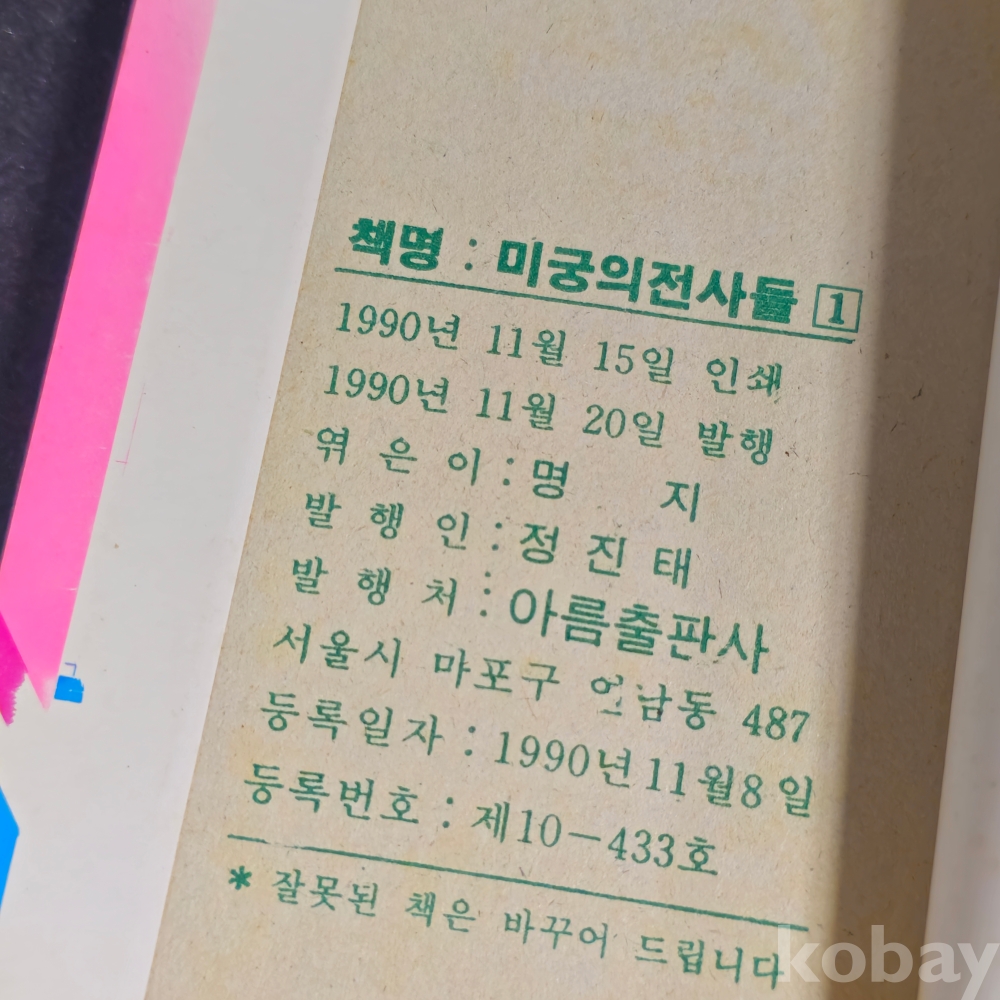 책명 : 미궁의전사들 1
1990년 11월 15일 인쇄
1990년 11월 20일 발행
엮 은 이 : 명 지
발 행 인 : 정 진 태
발 행 처 : 아름출판사
서울시 마포구 연남동 487
등록일자 : 1990년11월8일
등록번호 : 제10-433호
* 잘못된 책은 바꾸어 드립니다
kobay